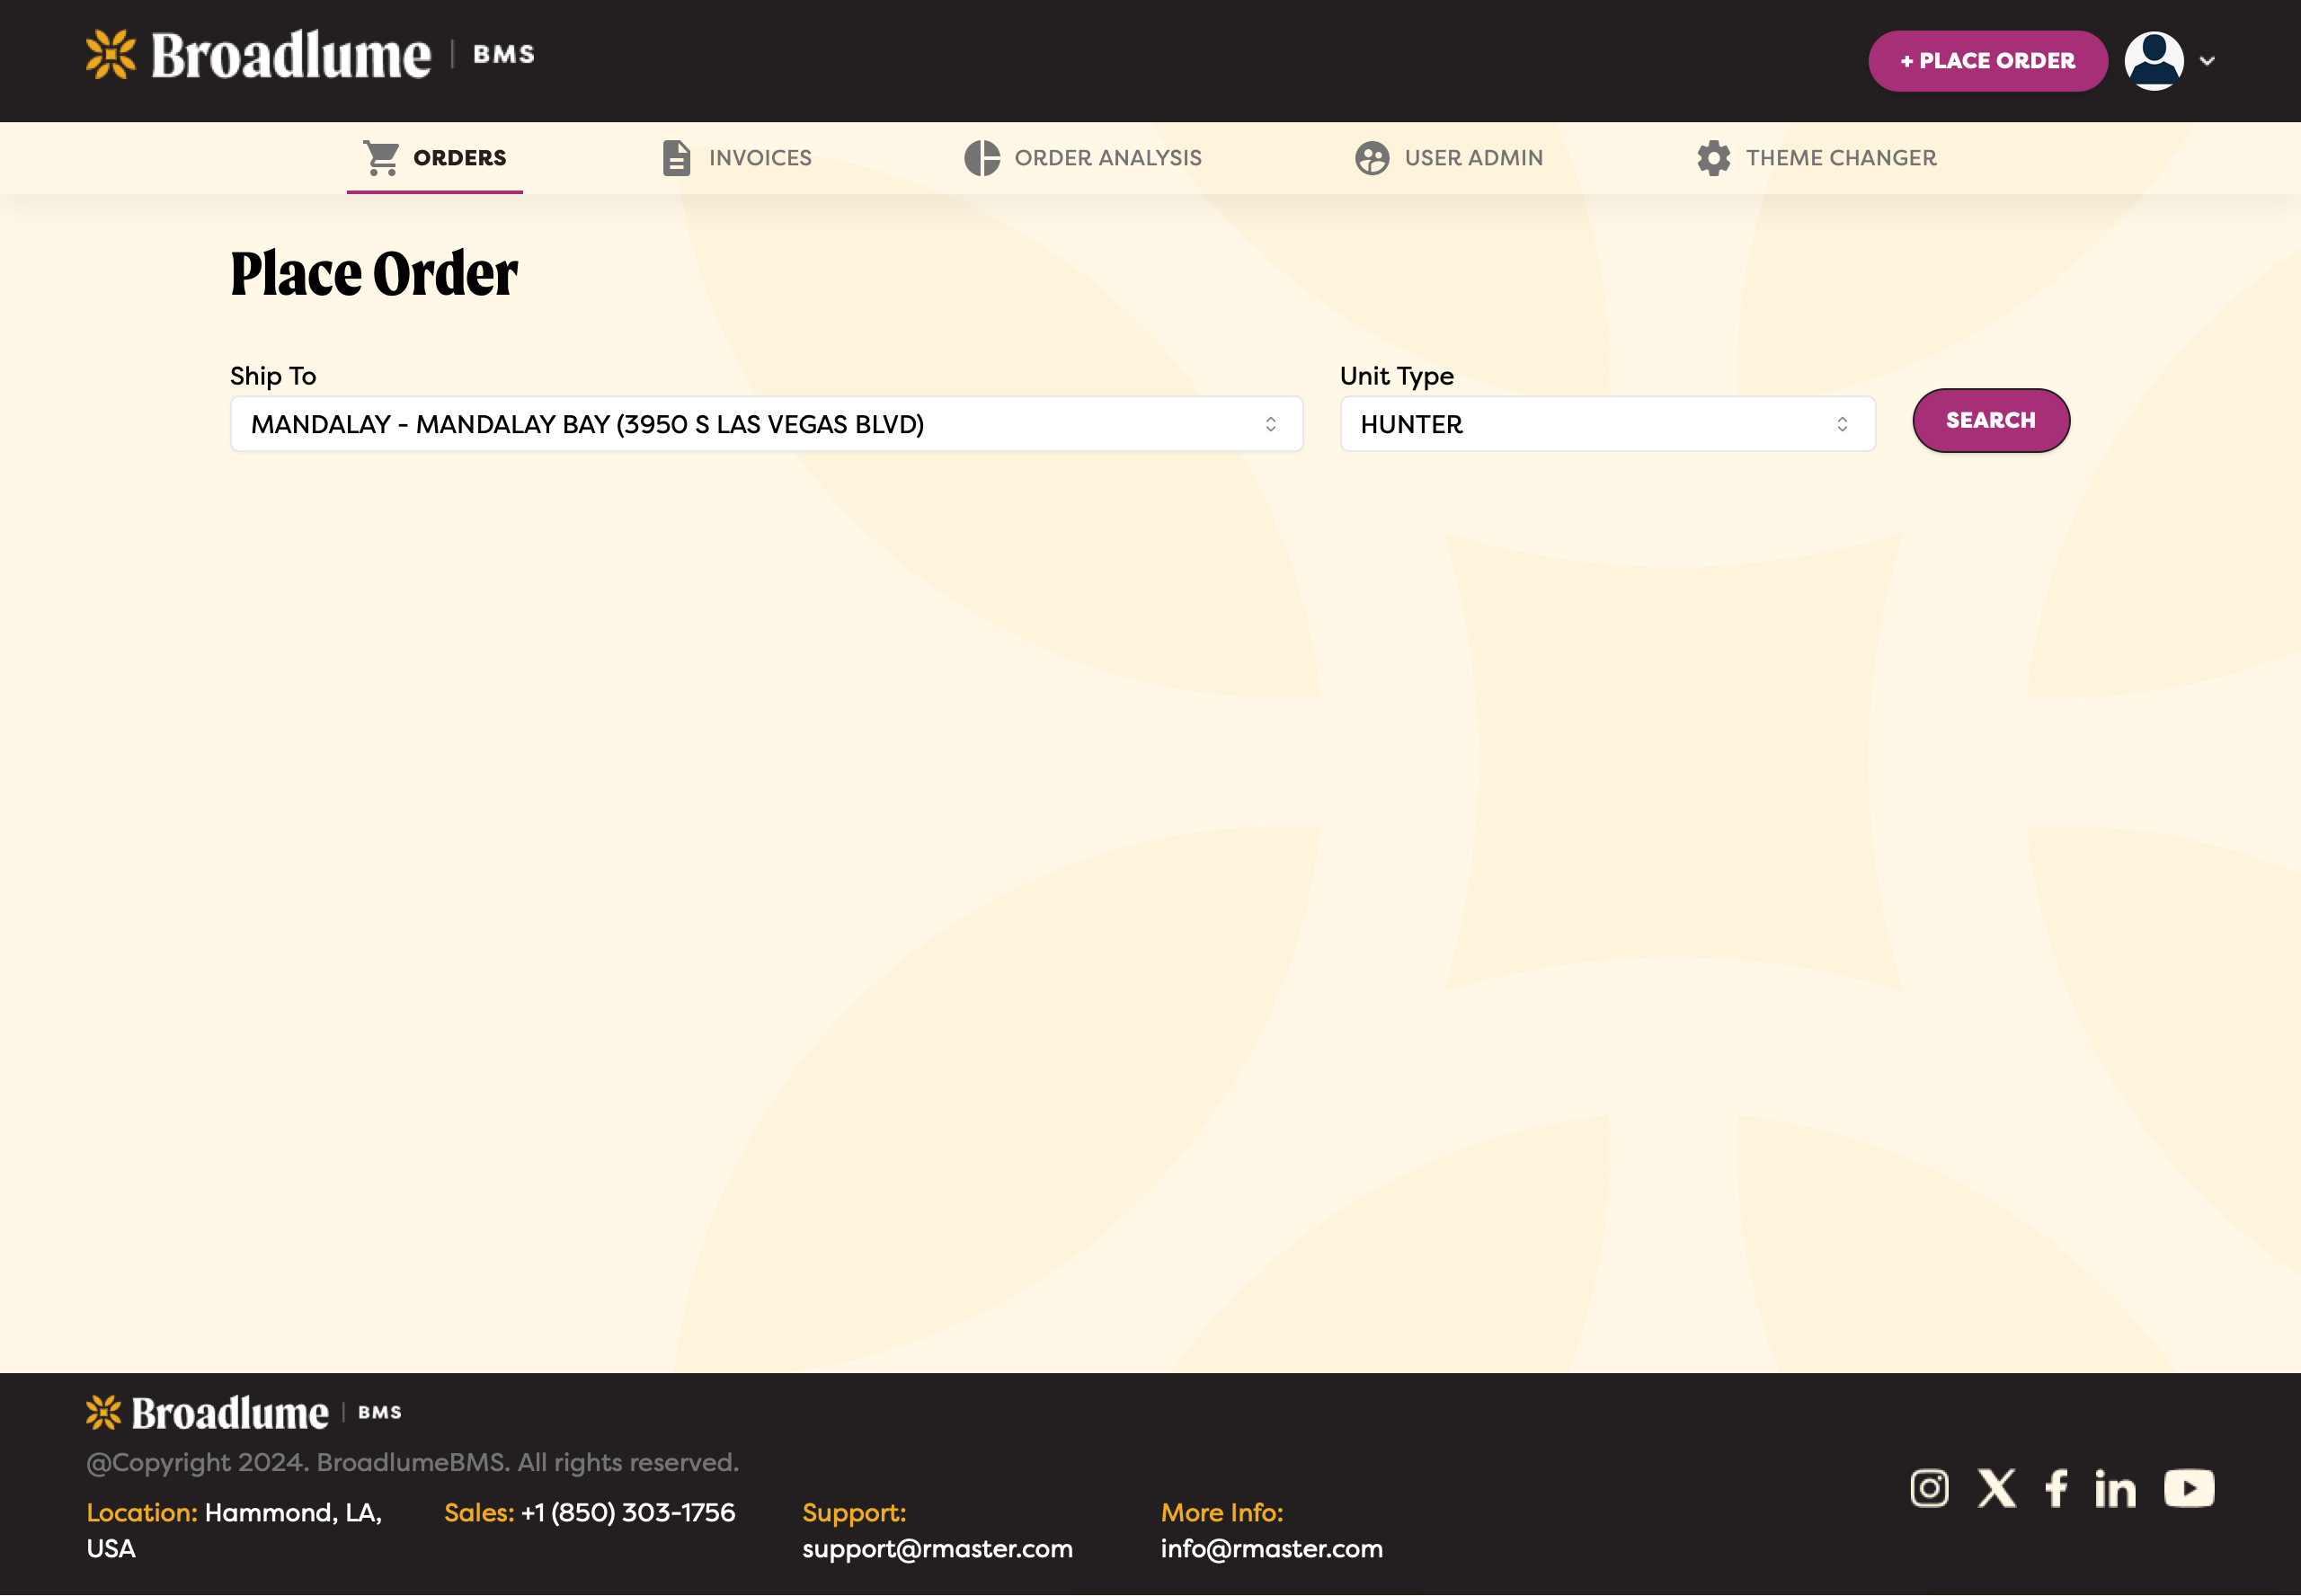 Broadlume | BMS
+ PLACE ORDER
ORDERS
INVOICES
ORDER ANALYSIS
USER ADMIN
THEME CHANGER
Place Order
Ship To
MANDALAY - MANDALAY BAY (3950 S LAS VEGAS BLVD)
Unit Type
HUNTER
SEARCH
Broadlume | BMS
@Copyright 2024. BroadlumeBMS. All rights reserved.
Location: Hammond, LA,
USA
Sales: +1 (850) 303-1756
Support:
support@rmaster.com
More Info:
info@rmaster.com